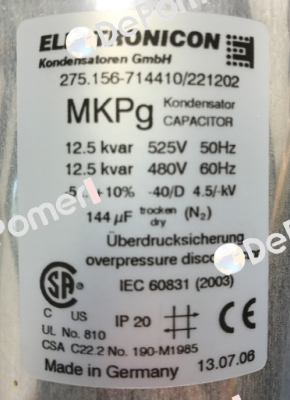 ELECTRONICON
Kondensatoren GmbH
275.156-714410/221202
MKPg
Kondensator
CAPACITOR
12.5 kvar 525V 50Hz
12.5 kvar 480V 60Hz
-5 + 10% -40/D 4.5/-kV
144 µF trocken dry (N₂)
Überdrucksicherung
overpressure
SA
C US
IEC 60831 (2003)
UL No. 810
IP 20
CE
CSA C22.2 No. 190-M1985
Made in Germany 13.07.06
DePomeri